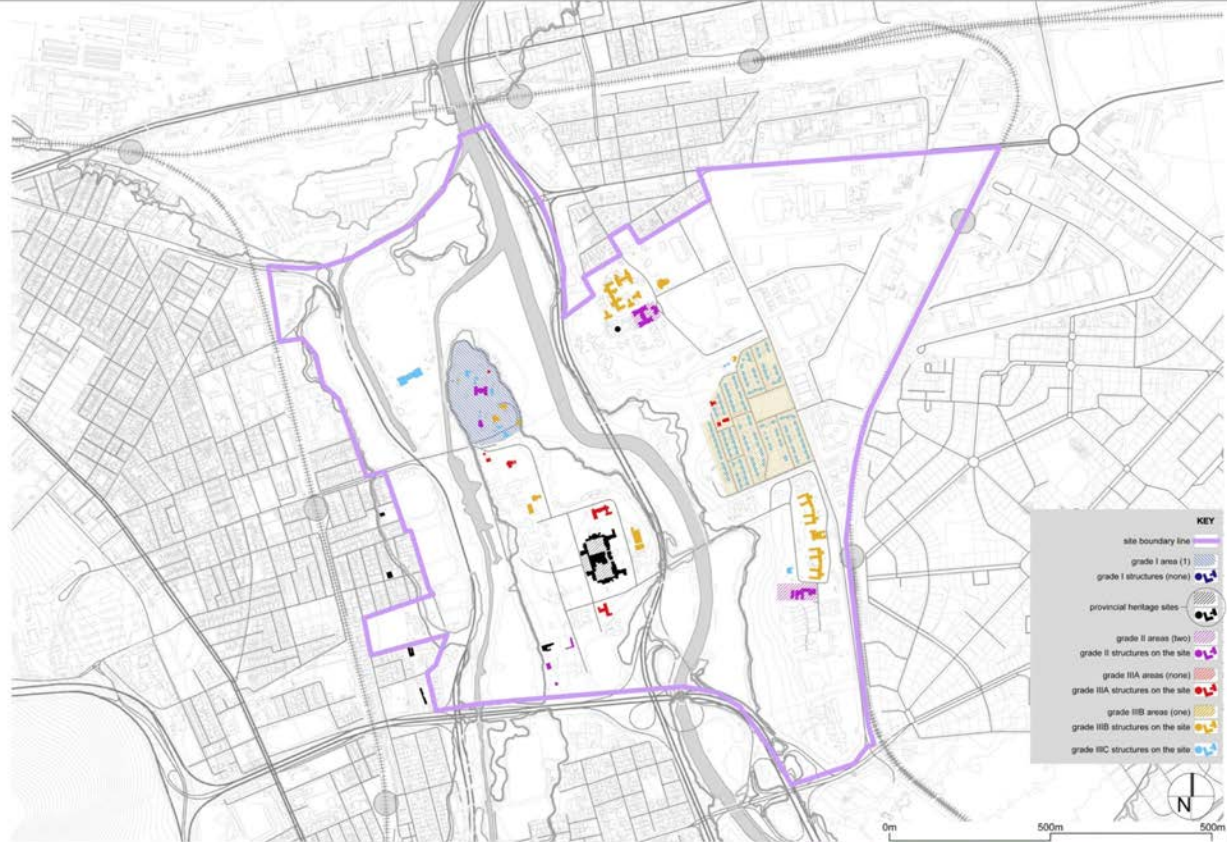 KEY
site boundary line
grade I area (1)
grade I structures (none)
provincial heritage sites
grade II areas (two)
grade II structures on the site
grade IIIA areas (none)
grade IIIA structures on the site
grade IIIB areas (one)
grade IIIB structures on the site
grade IIIC structures on the site
N
0m 500m 500m